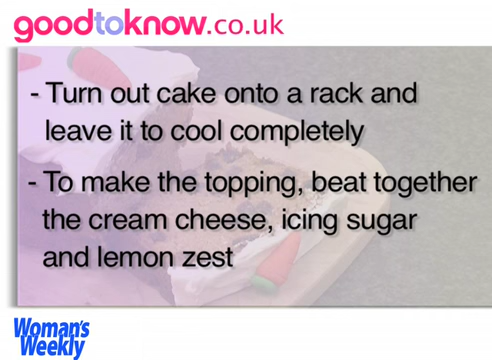 goodtoknow.co.uk
- Turn out cake onto a rack and
leave it to cool completely
- To make the topping, beat together
the cream cheese, icing sugar
and lemon zest
Woman's
Weekly